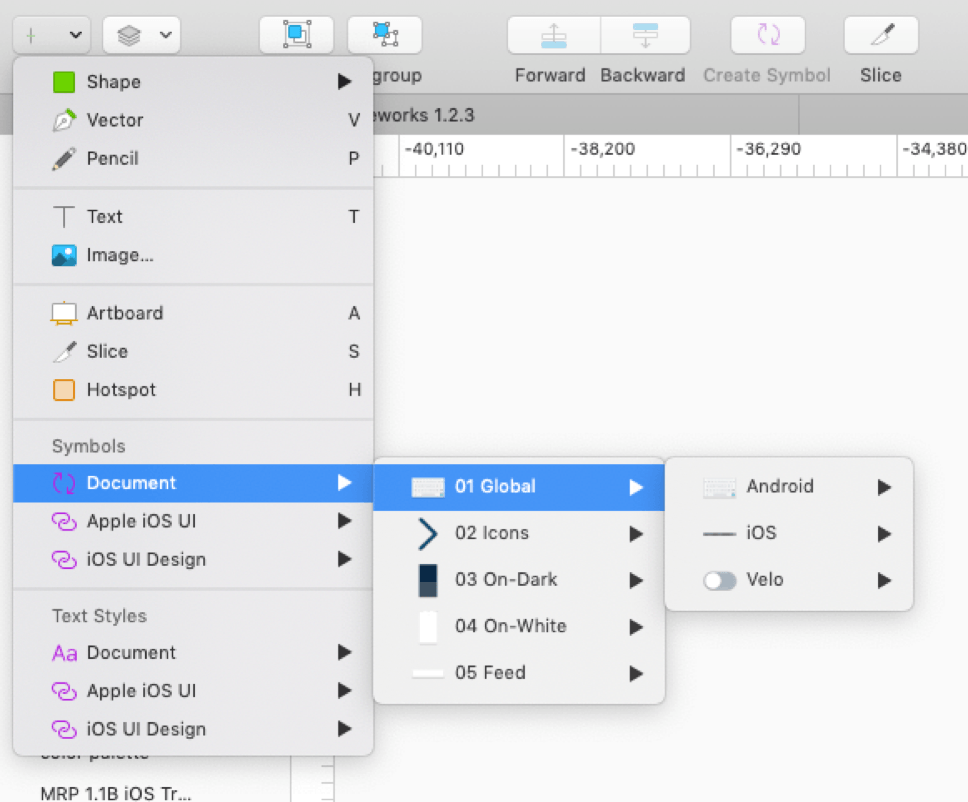 group
Forward
Backward
Create Symbol
Slice
eworks 1.2.3
-40,110
-38,200
-36,290
-34,380
Shape
Vector V
Pencil P
Text T
Image...
Artboard A
Slice S
Hotspot H
Symbols
Document
Apple iOS UI
iOS UI Design
Text Styles
Aa Document
Apple iOS UI
iOS UI Design
01 Global
02 Icons
03 On-Dark
04 On-White
05 Feed
Android
iOS
Velo
color palette
MRP 1.1B iOS Tr...